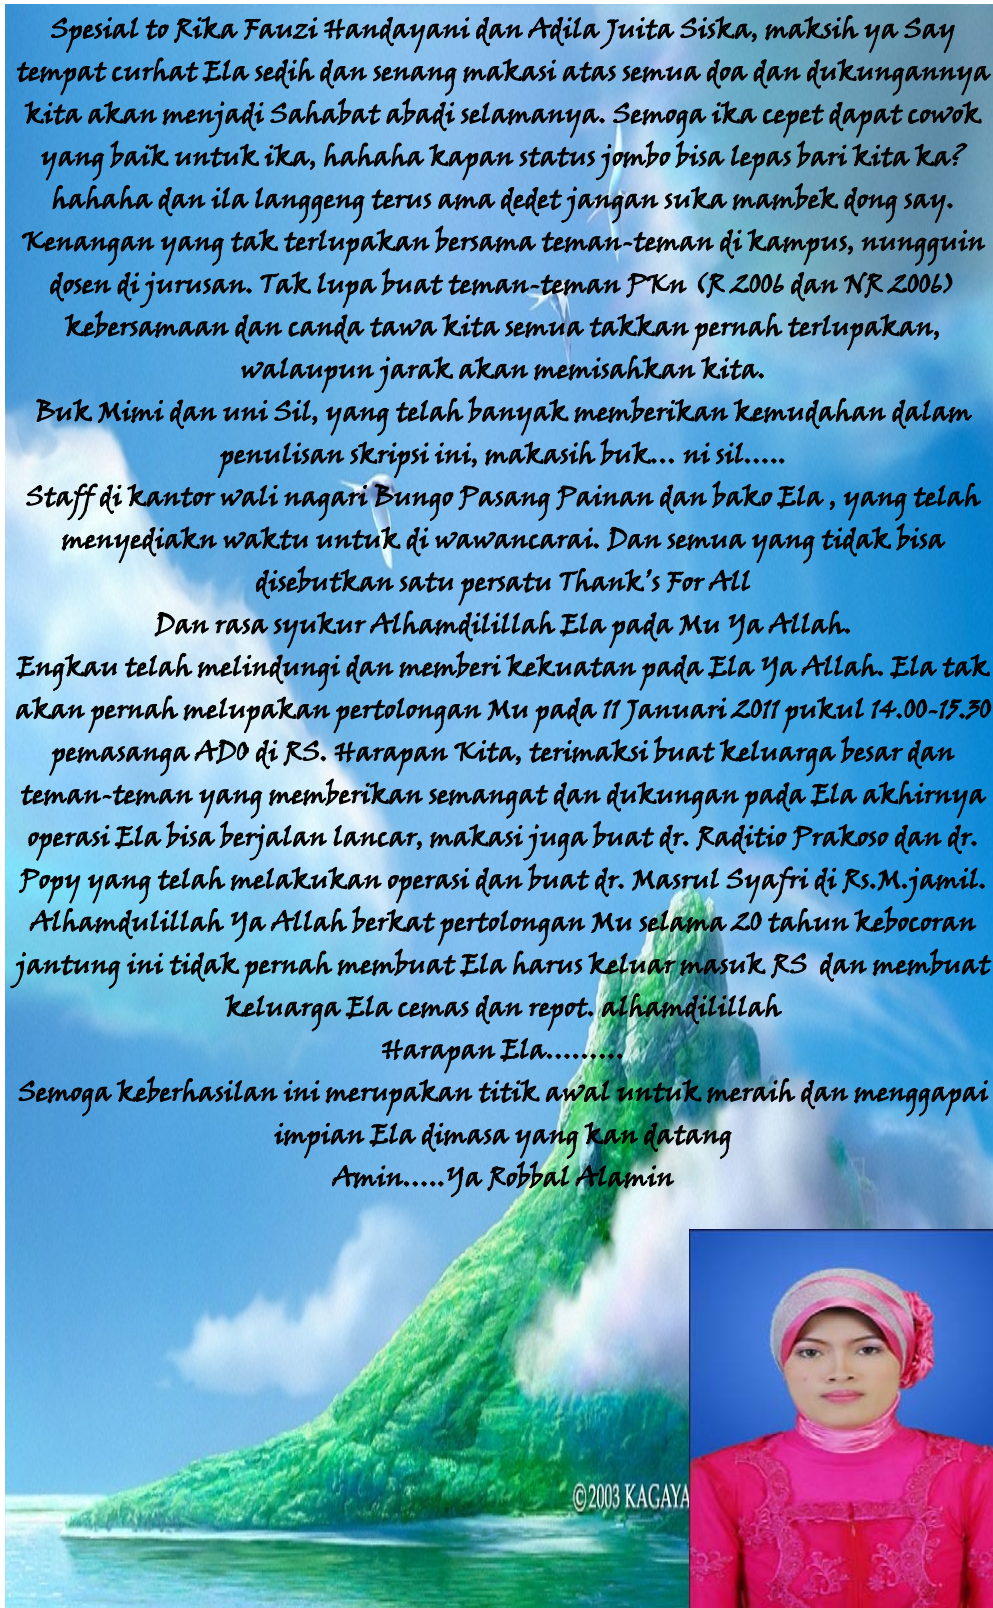 Spesial to Rika Fauzi Handayani dan Adila Juita Siska, maksih ya Say
tempat curhat Ela sedih dan senang makasi atas semua doa dan dukungannya
kita akan menjadi Sahabat abadi selamanya. Semoga ika cepet dapat cowok
yang baik untuk ika, hahaha kapan status jombo bisa lepas bari kita ka?
hahaha dan ila langgeng terus ama dedet jangan suka mambek dong say.
Kenangan yang tak terlupakan bersama teman-teman di kampus, nungguin
dosen di jurusan. Tak lupa buat teman-teman PKn (R 2006 dan NR 2006)
kebersamaan dan canda tawa kita semua takkan pernah terlupakan,
walaupun jarak akan memisahkan kita.
Buk Mimi dan uni Sil, yang telah banyak memberikan kemudahan dalam
penulisan skripsi ini, makasih buk... ni sil.....
Staff di kantor wali nagari Bungo Pasang Painan dan bako Ela , yang telah
menyediakn waktu untuk di wawancarai. Dan semua yang tidak bisa
disebutkan satu persatu Thank's For All
Dan rasa syukur Alhamdilillah Ela pada Mu Ya Allah.
Engkau telah melindungi dan memberi kekuatan pada Ela Ya Allah. Ela tak
akan pernah melupakan pertolongan Mu pada 11 Januari 2011 pukul 14.00-15.30
pemasanga ADO di RS. Harapan Kita, terimaksi buat keluarga besar dan
teman-teman yang memberikan semangat dan dukungan pada Ela akhirnya
operasi Ela bisa berjalan lancar, makasi juga buat dr. Raditio Prakoso dan dr.
Popy yang telah melakukan operasi dan buat dr. Masrul Syafri di Rs.M.jamil.
Alhamdulillah Ya Allah berkat pertolongan Mu selama 20 tahun kebocoran
jantung ini tidak pernah membuat Ela harus keluar masuk RS dan membuat
keluarga Ela cemas dan repot. alhamdilillah
Harapan Ela.........
Semoga keberhasilan ini merupakan titik awal untuk meraih dan menggapai
impian Ela dimasa yang kan datang
Amin.....Ya Robbal Alamin
©2003 KAGAYA